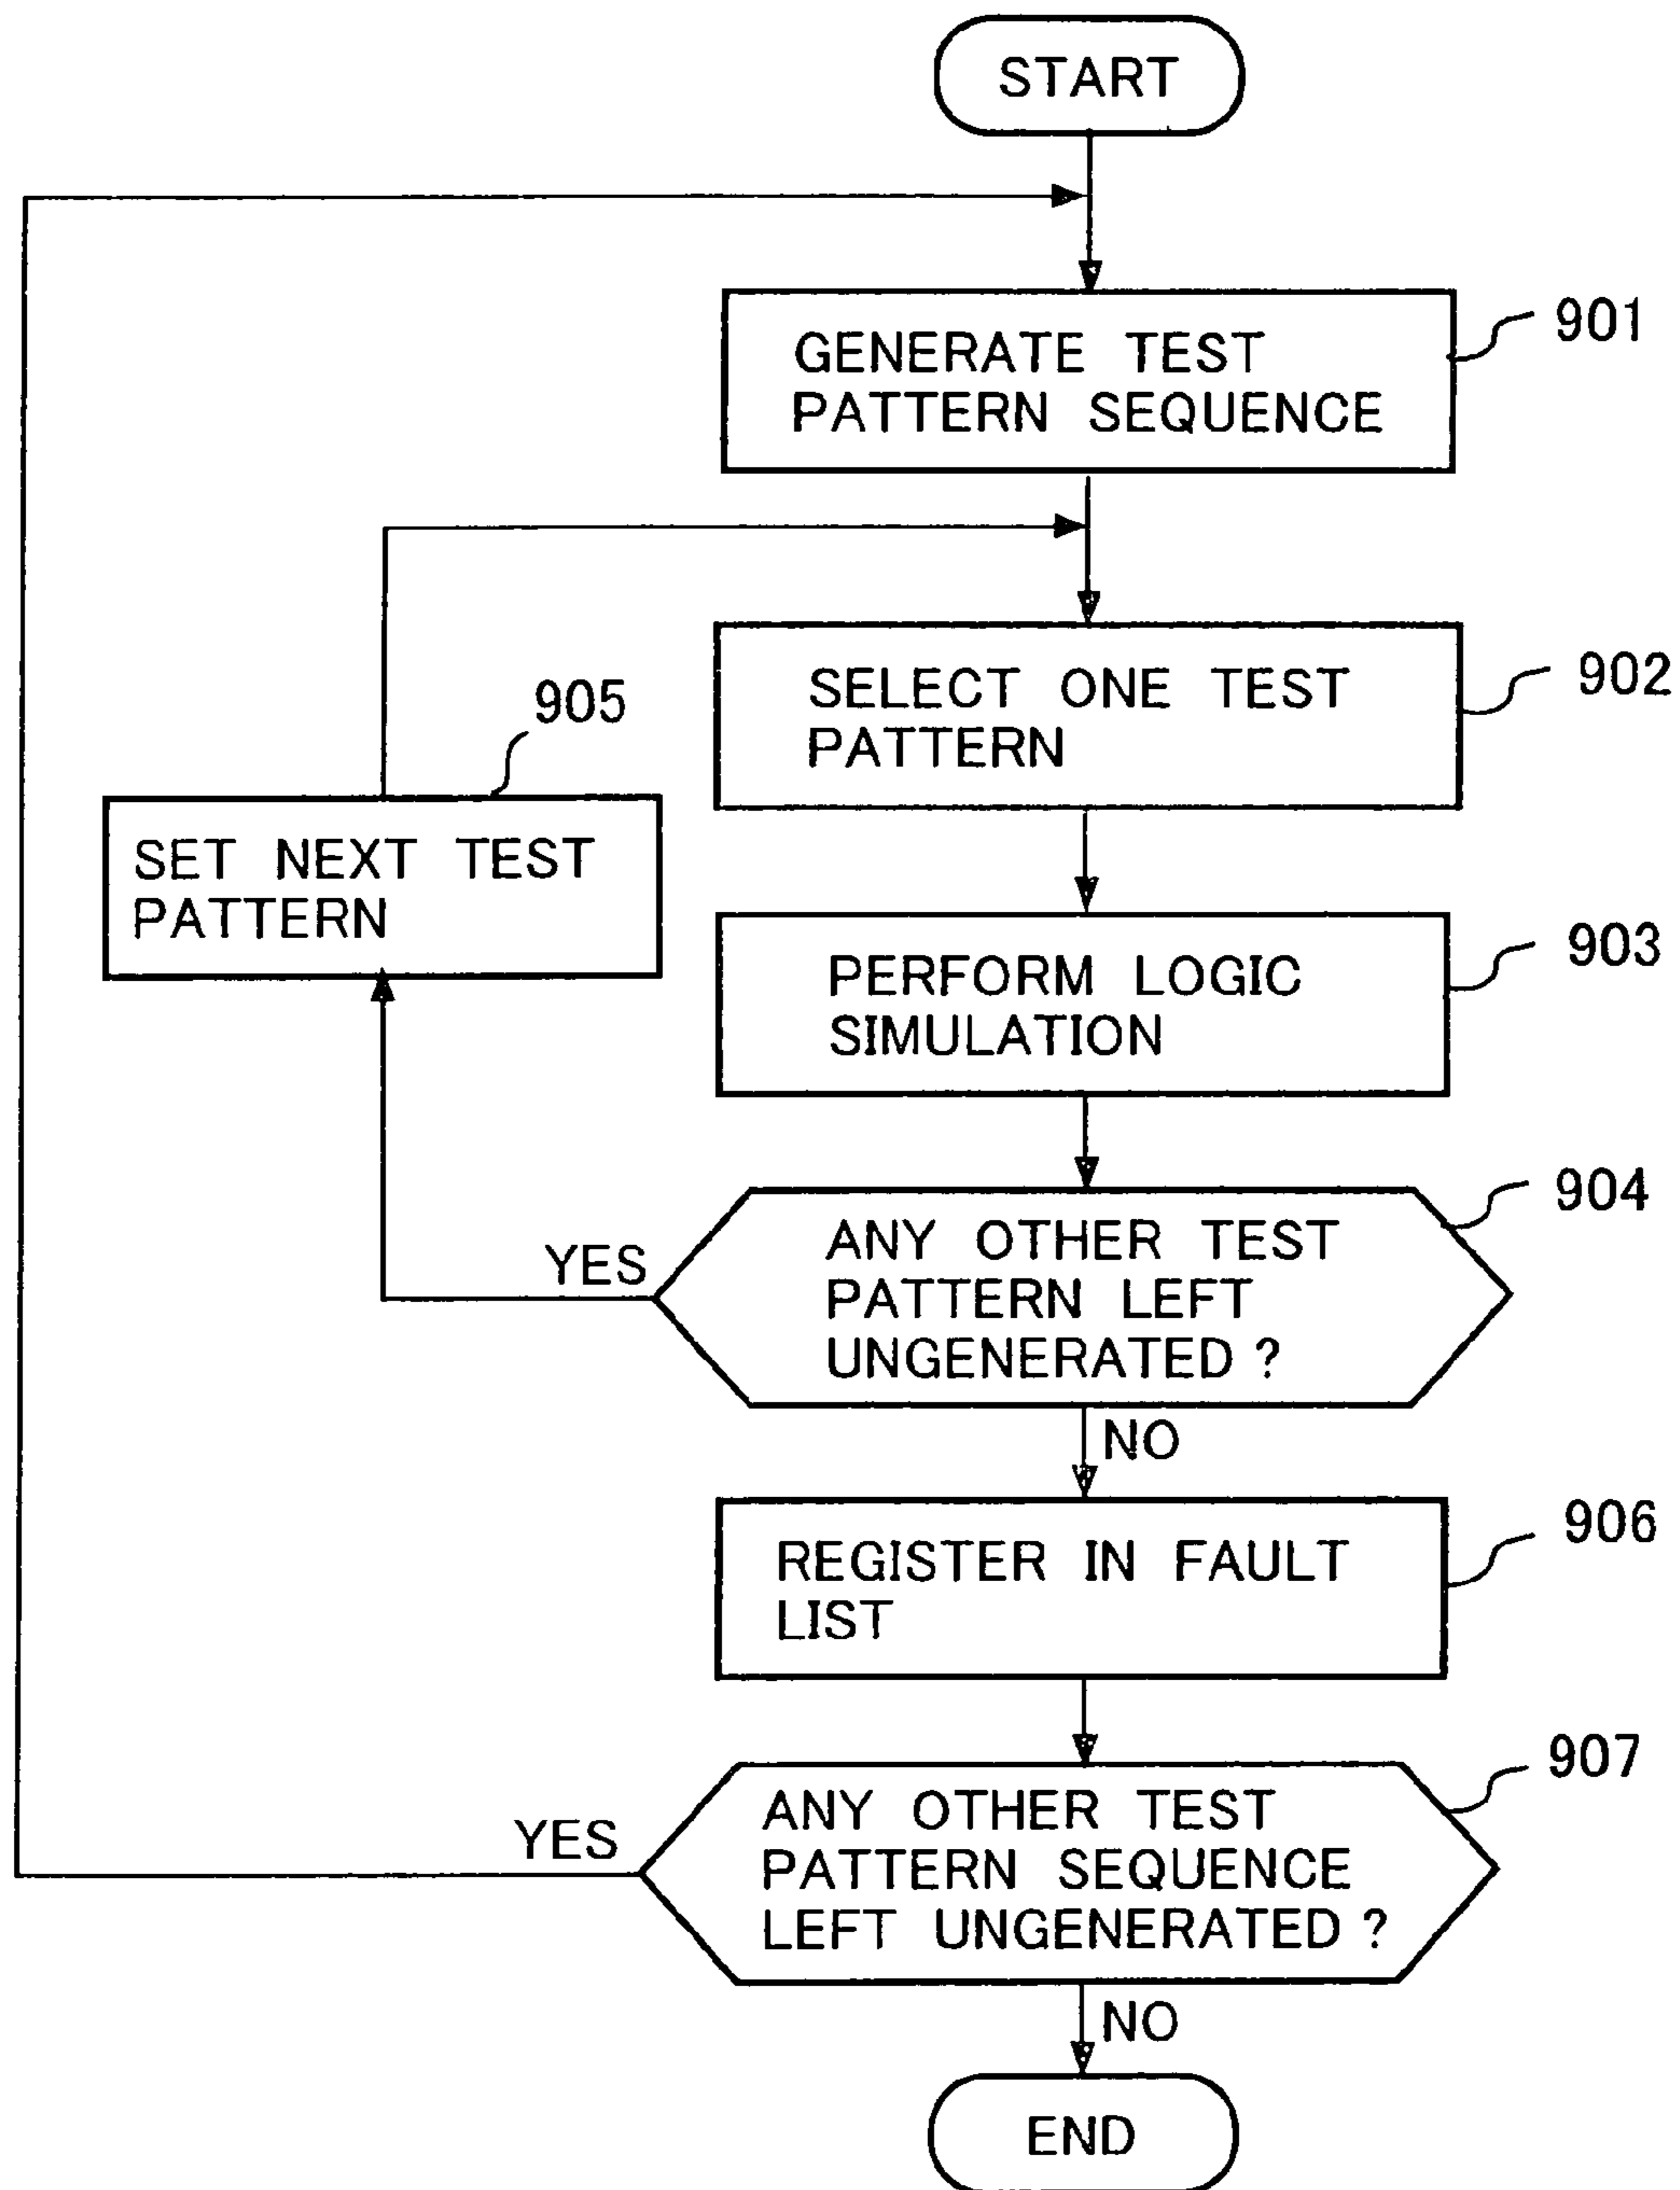 START
901
GENERATE TEST
PATTERN SEQUENCE
902
SELECT ONE TEST
PATTERN
905
SET NEXT TEST
PATTERN
903
PERFORM LOGIC
SIMULATION
904
ANY OTHER TEST
PATTERN LEFT
UNGENERATED ?
YES
NO
906
REGISTER IN FAULT
LIST
907
ANY OTHER TEST
PATTERN SEQUENCE
LEFT UNGENERATED ?
YES
NO
END